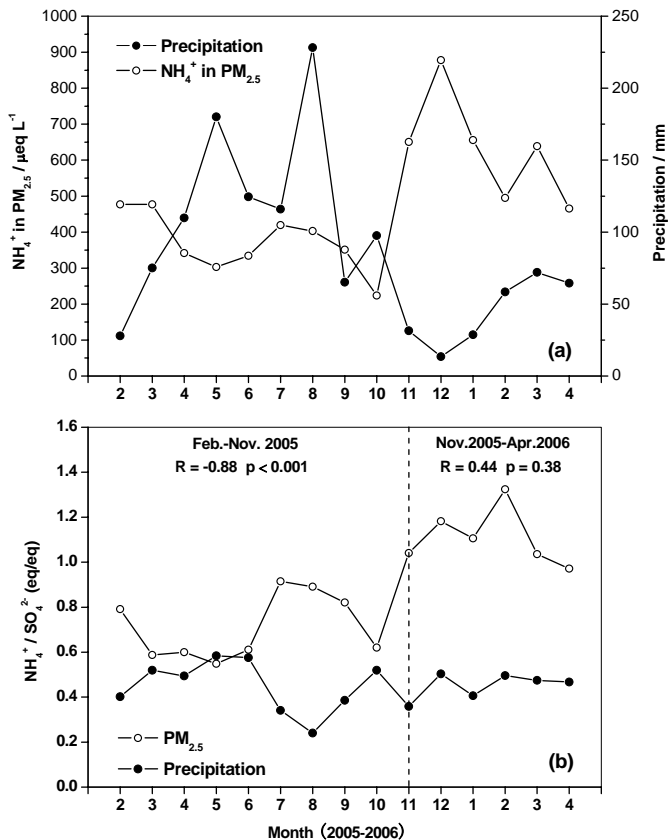 1000
900
800
700
600
500
400
300
200
100
0
NH₄⁺ in PM₂.₅ / μeq L⁻¹
Precipitation
NH₄⁺ in PM₂.₅
250
200
150
100
50
0
Precipitation / mm
(a)
2 3 4 5 6 7 8 9 10 11 12 1 2 3 4
1.6
1.4
1.2
1.0
0.8
0.6
0.4
0.2
0.0
NH₄⁺ / SO₄²⁻ (eq/eq)
Feb.-Nov. 2005
R = -0.88 p < 0.001
Nov.2005-Apr.2006
R = 0.44 p = 0.38
PM₂.₅
Precipitation
(b)
2 3 4 5 6 7 8 9 10 11 12 1 2 3 4
Month (2005-2006)